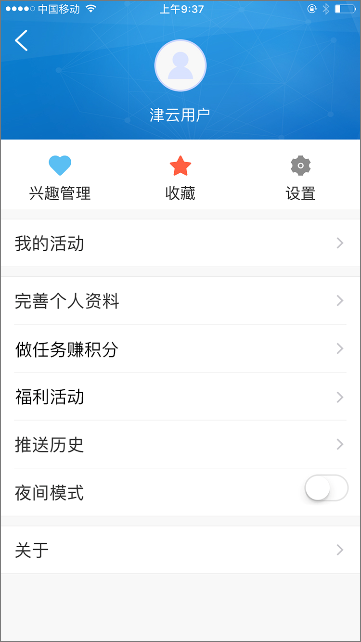 中国移动 上午9:37
津云用户
兴趣管理 收藏 设置
我的活动
完善个人资料
做任务赚积分
福利活动
推送历史
夜间模式
关于